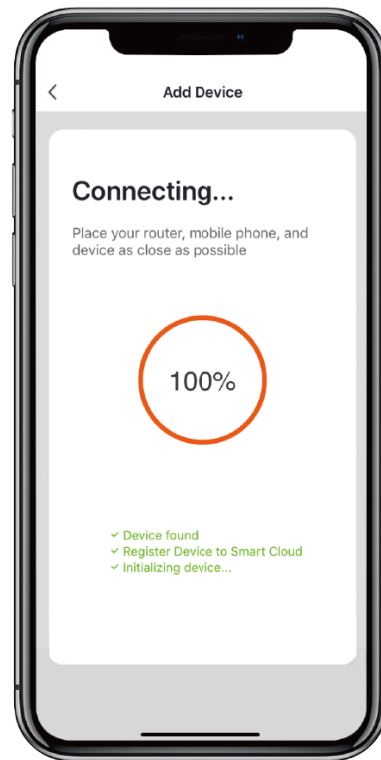 Add Device
Connecting...
Place your router, mobile phone, and
device as close as possible
100%
Device found
Register Device to Smart Cloud
Initializing device...